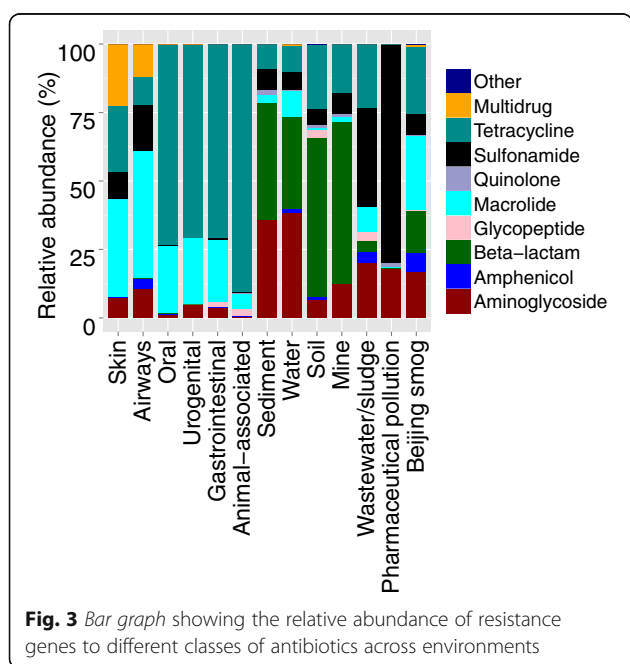 100
75
50
25
0
Relative abundance (%)
Skin
Airways
Oral
Urogenital
Gastrointestinal
Animal−associated
Sediment
Water
Soil
Mine
Wastewater/sludge
Pharmaceutical pollution
Beijing smog
Other
Multidrug
Tetracycline
Sulfonamide
Quinolone
Macrolide
Glycopeptide
Beta−lactam
Amphenicol
Aminoglycoside
Fig. 3 Bar graph showing the relative abundance of resistance
genes to different classes of antibiotics across environments